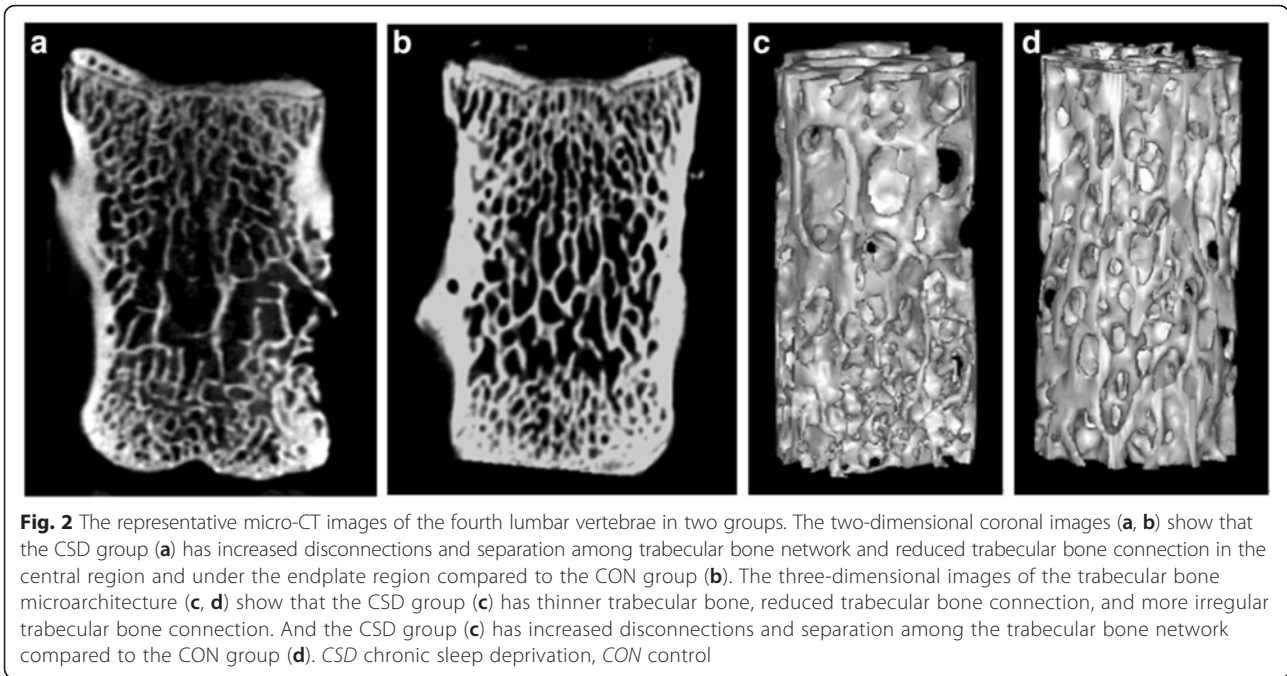 a
b
c
d
Fig. 2 The representative micro-CT images of the fourth lumbar vertebrae in two groups. The two-dimensional coronal images (a, b) show that
the CSD group (a) has increased disconnections and separation among trabecular bone network and reduced trabecular bone connection in the
central region and under the endplate region compared to the CON group (b). The three-dimensional images of the trabecular bone
microarchitecture (c, d) show that the CSD group (c) has thinner trabecular bone, reduced trabecular bone connection, and more irregular
trabecular bone connection. And the CSD group (c) has increased disconnections and separation among the trabecular bone network
compared to the CON group (d). CSD chronic sleep deprivation, CON control